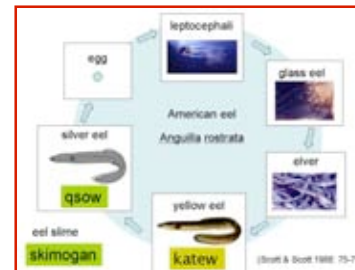 leptocephali
egg
glass eel
American eel
Anguilla rostrata
silver eel
qsow
elver
yellow eel
katew
eel slime
skimogan
(Scott & Scott 1988: 75-7